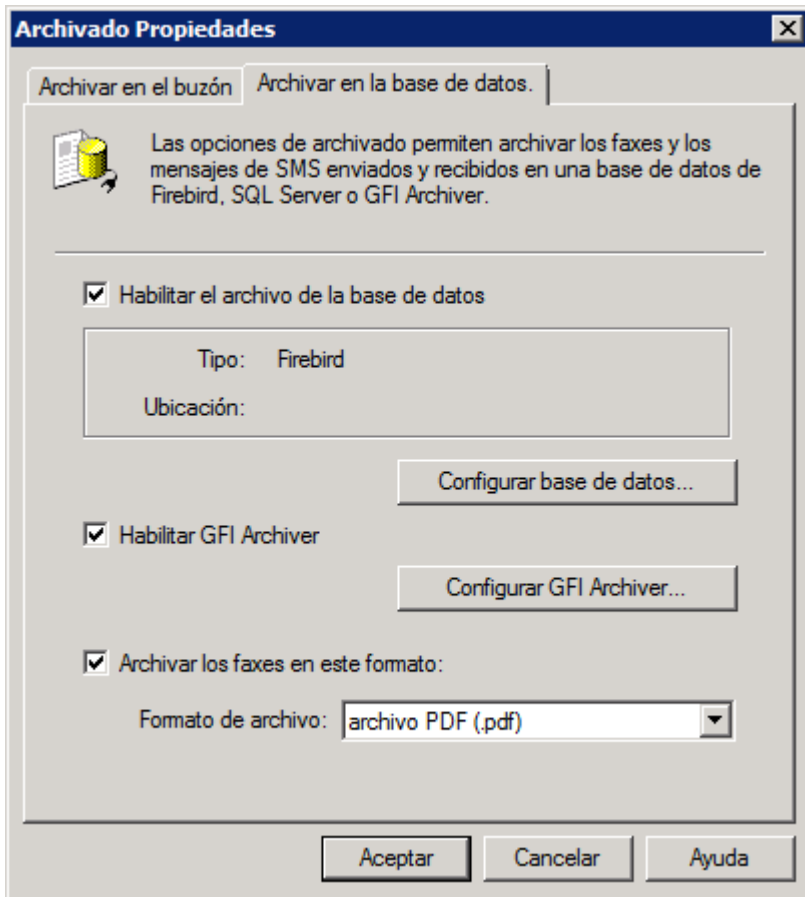 Archivado Propiedades
Archivar en el buzón
Archivar en la base de datos.
Las opciones de archivado permiten archivar los faxes y los
mensajes de SMS enviados y recibidos en una base de datos de
Firebird, SQL Server o GFI Archiver.
Habilitar el archivo de la base de datos
Tipo: Firebird
Ubicación:
Configurar base de datos...
Habilitar GFI Archiver
Configurar GFI Archiver...
Archivar los faxes en este formato:
Formato de archivo: archivo PDF (.pdf)
Aceptar Cancelar Ayuda